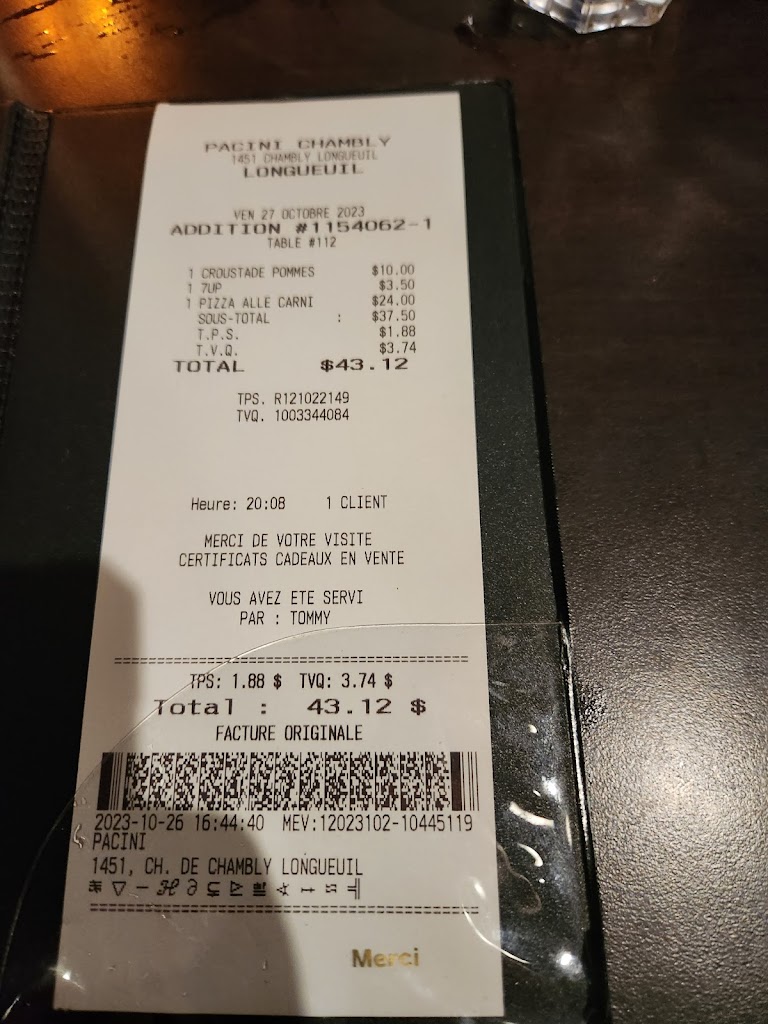 PACINI CHAMBLY
1451 CHAMBLY LONGUEUIL
LONGUEUIL
VEN 27 OCTOBRE 2023
ADDITION #1154062-1
TABLE #112
1 CROUSTADE POMMES $10.00
1 7UP $3.50
1 PIZZA ALLE CARNI $24.00
SOUS-TOTAL : $37.50
T.P.S. $1.88
T.V.Q. $3.74
TOTAL $43.12
TPS. R121022149
TVQ. 1003344084
Heure: 20:08 1 CLIENT
MERCI DE VOTRE VISITE
CERTIFICATS CADEAUX EN VENTE
VOUS AVEZ ETE SERVI
PAR : TOMMY
TPS: 1.88 $ TVQ: 3.74 $
Total : 43.12 $
FACTURE ORIGINALE
2023-10-26 16:44:40 MEV:12023102-10445119
PACINI
1451, CH. DE CHAMBLY LONGUEUIL
Merci